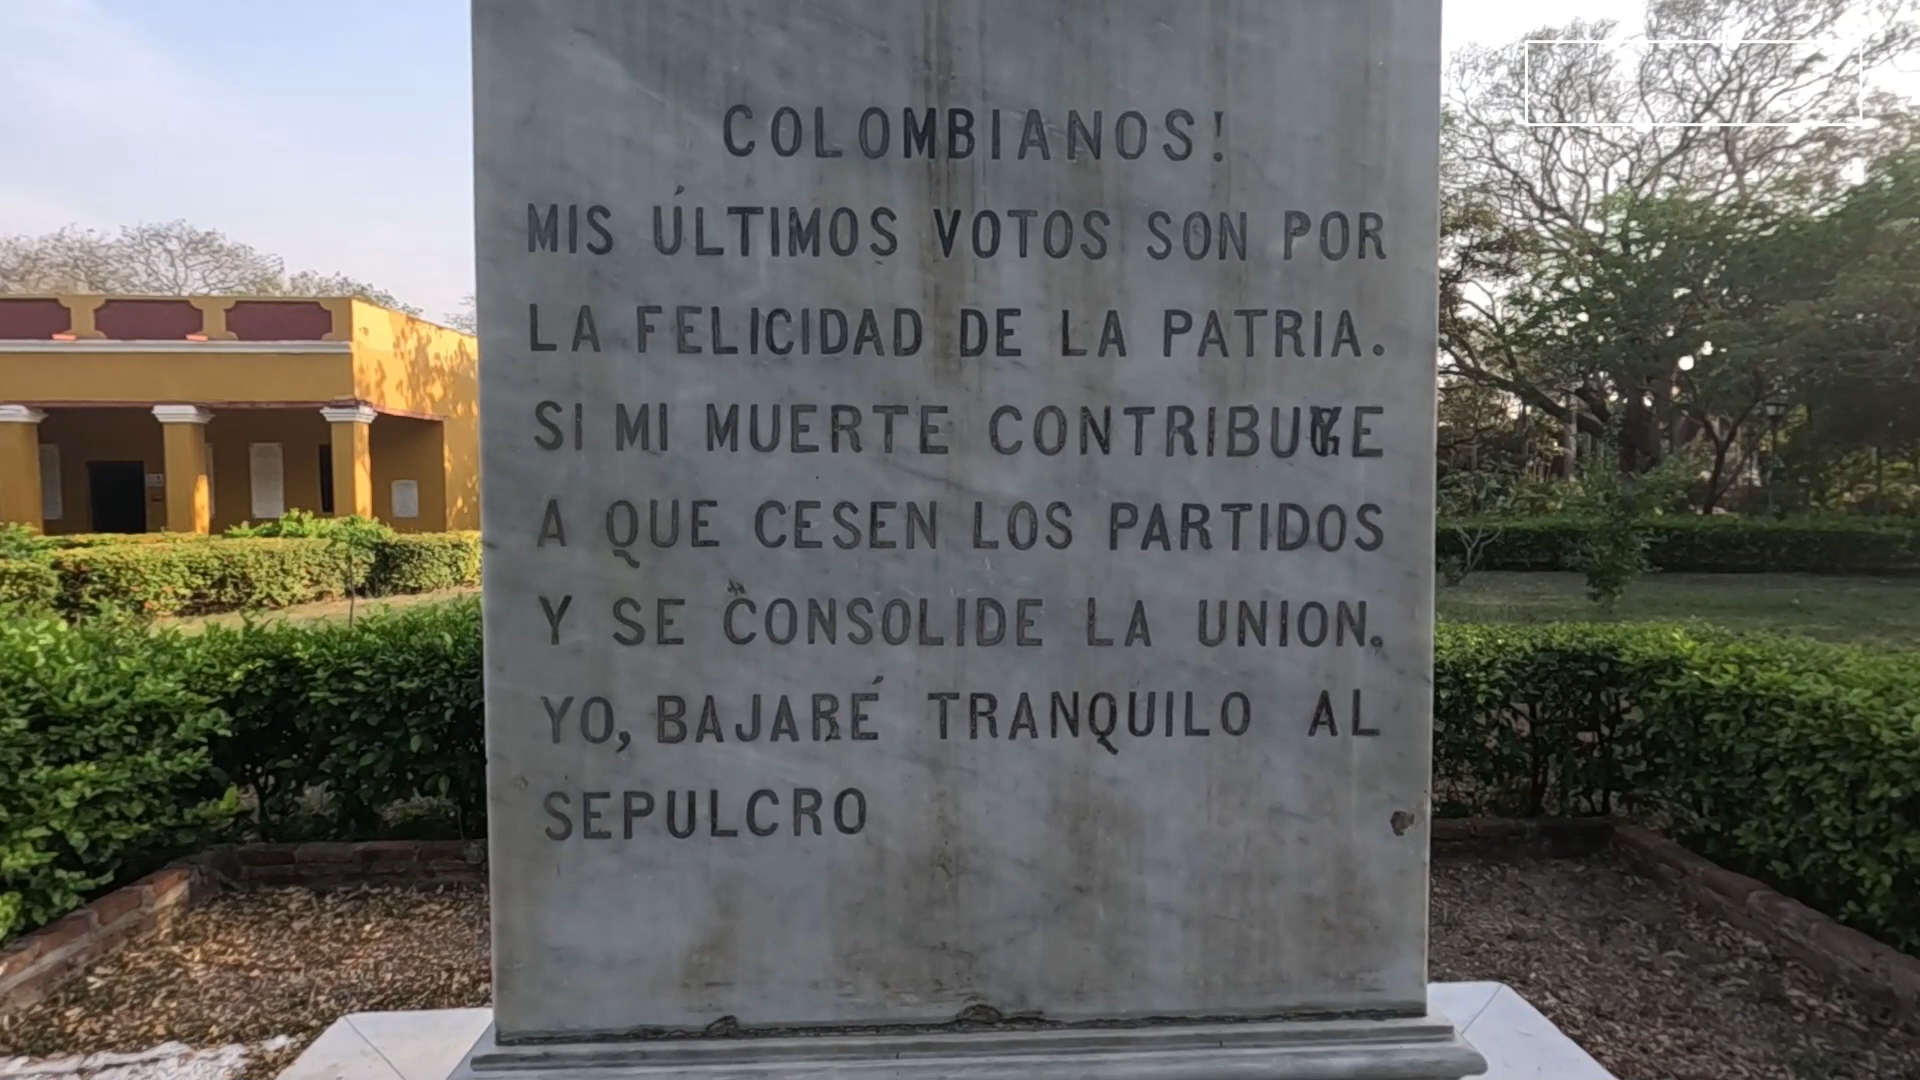 COLOMBIANOS!
MIS ÚLTIMOS VOTOS SON POR
LA FELICIDAD DE LA PATRIA.
SI MI MUERTE CONTRIBUYE
A QUE CESEN LOS PARTIDOS
Y SE CONSOLIDE LA UNION.
YO, BAJARÉ TRANQUILO AL
SEPULCRO